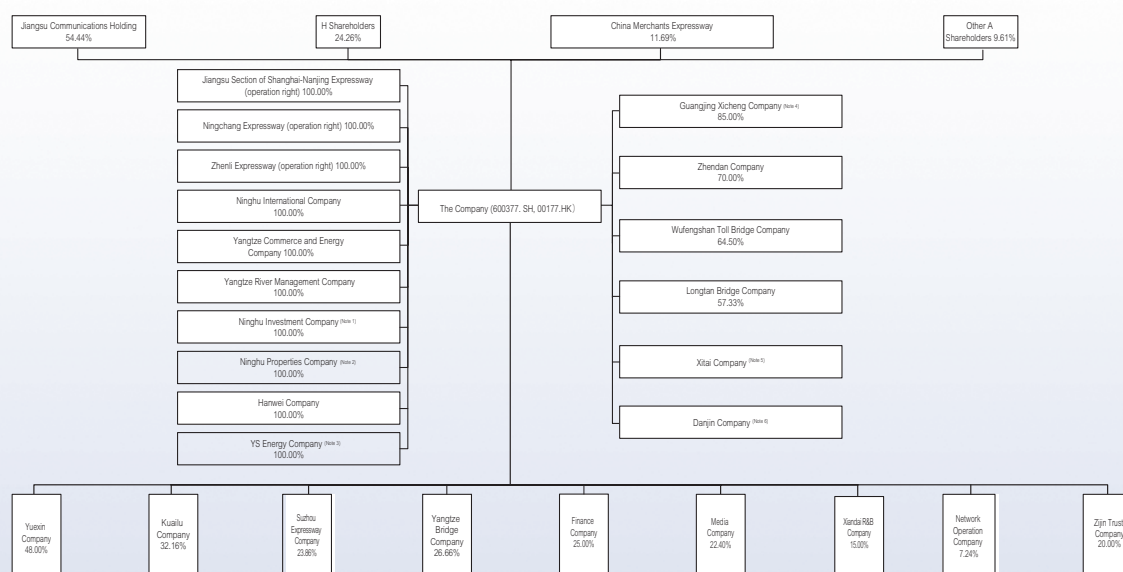 Jiangsu Communications Holding
54.44%
H Shareholders
24.26%
China Merchants Expressway
11.69%
Other A
Shareholders 9.61%
Jiangsu Section of Shanghai-Nanjing Expressway
(operation right) 100.00%
Ningchang Expressway (operation right) 100.00%
Zhenli Expressway (operation right) 100.00%
Ninghu International Company
100.00%
Yangtze Commerce and Energy
Company 100.00%
Yangtze River Management Company
100.00%
Ninghu Investment Company (Note 1)
100.00%
Ninghu Properties Company (Note 2)
100.00%
Hanwei Company
100.00%
YS Energy Company (Note 3)
100.00%
The Company (600377. SH, 00177.HK)
Guangjing Xicheng Company (Note 4)
85.00%
Zhendan Company
70.00%
Wufengshan Toll Bridge Company
64.50%
Longtan Bridge Company
57.33%
Xitai Company (Note 5)
Danjin Company (Note 6)
Yuexin
Company
48.00%
Kuailu
Company
32.16%
Suzhou
Expressway
Company
23.86%
Yangtze
Bridge
Company
26.66%
Finance
Company
25.00%
Media
Company
22.40%
Xiandai R&B
Company
15.00%
Network
Operation
Company
7.24%
Zijin Trust
Company
20.00%